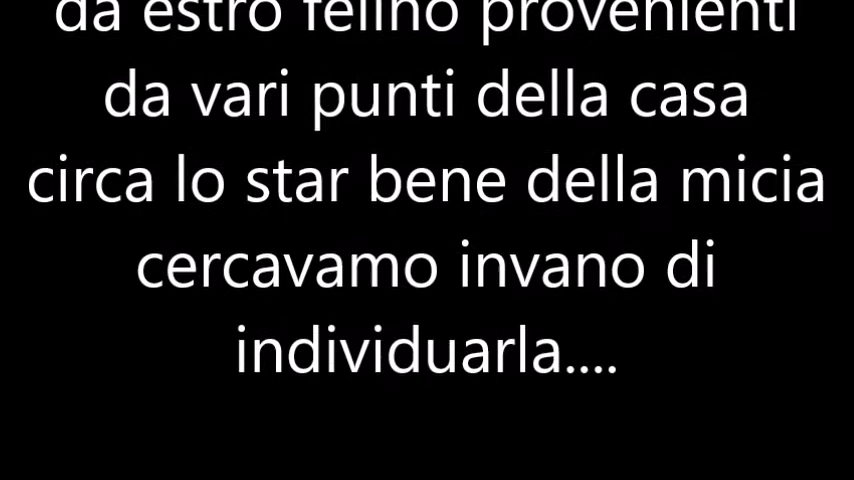 da estro felino provenienti
da vari punti della casa
circa lo star bene della micia
cercavamo invano di
individuarla....